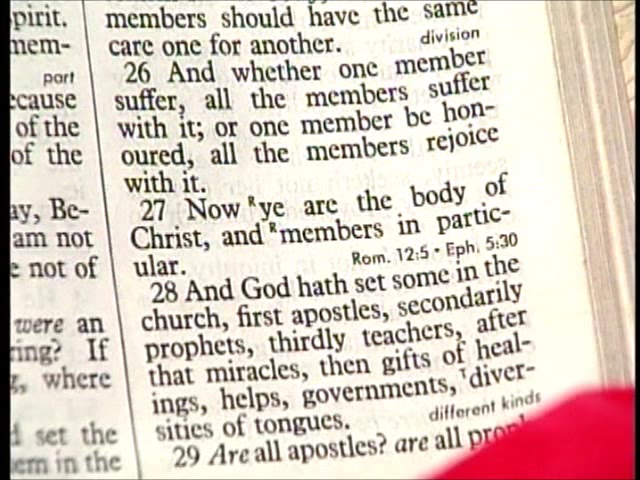 pirit.
mem-
part
ecause
of the
of the
ay, Be-
am not
e not of
were an
ring? If
g, where
d set the
em in the
members should have the same
care one for another.
division
26 And whether one member
suffer, all the members suffer
with it; or one member be hon-
oured, all the members rejoice
with it.
27 Now R ye are the body of
Christ, and R members in partic-
ular.
Rom. 12:5 • Eph. 5:30
28 And God hath set some in the
church, first apostles, secondarily
prophets, thirdly teachers, after
that miracles, then gifts of heal-
ings, helps, governments, T diver-
sities of tongues.
different kinds
29 Are all apostles? are all